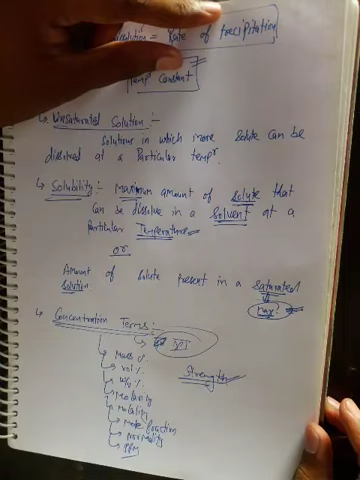 = Rate of Precipitation
Temp^r Constant
↳ Unsaturated Solution :-
Solutions in which more Solute can be
dissolved at a Particular temp^r.
↳ Solubility :- Maximum amount of solute that
Can be dissolve in a Solvent at a
Particular Temperature
or
Amount of Solute present in a saturated
Solution
max^m
↳ Concentration Terms :-
Mass %
Vol %
Strength
Molarity
Molality
Mole fraction
Normality
PPM